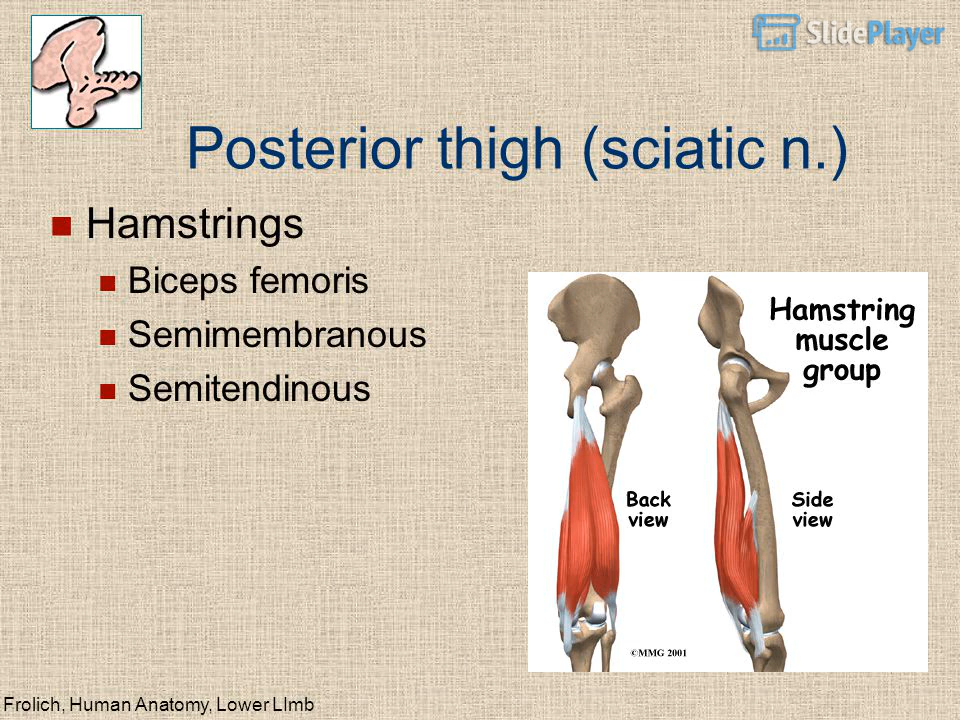 SlidePlayer
Posterior thigh (sciatic n.)
Hamstrings
Biceps femoris
Semimembranous
Semitendinous
Hamstring
muscle
group
Back
view
Side
view
©MMG 2001
Frolich, Human Anatomy, Lower LImb